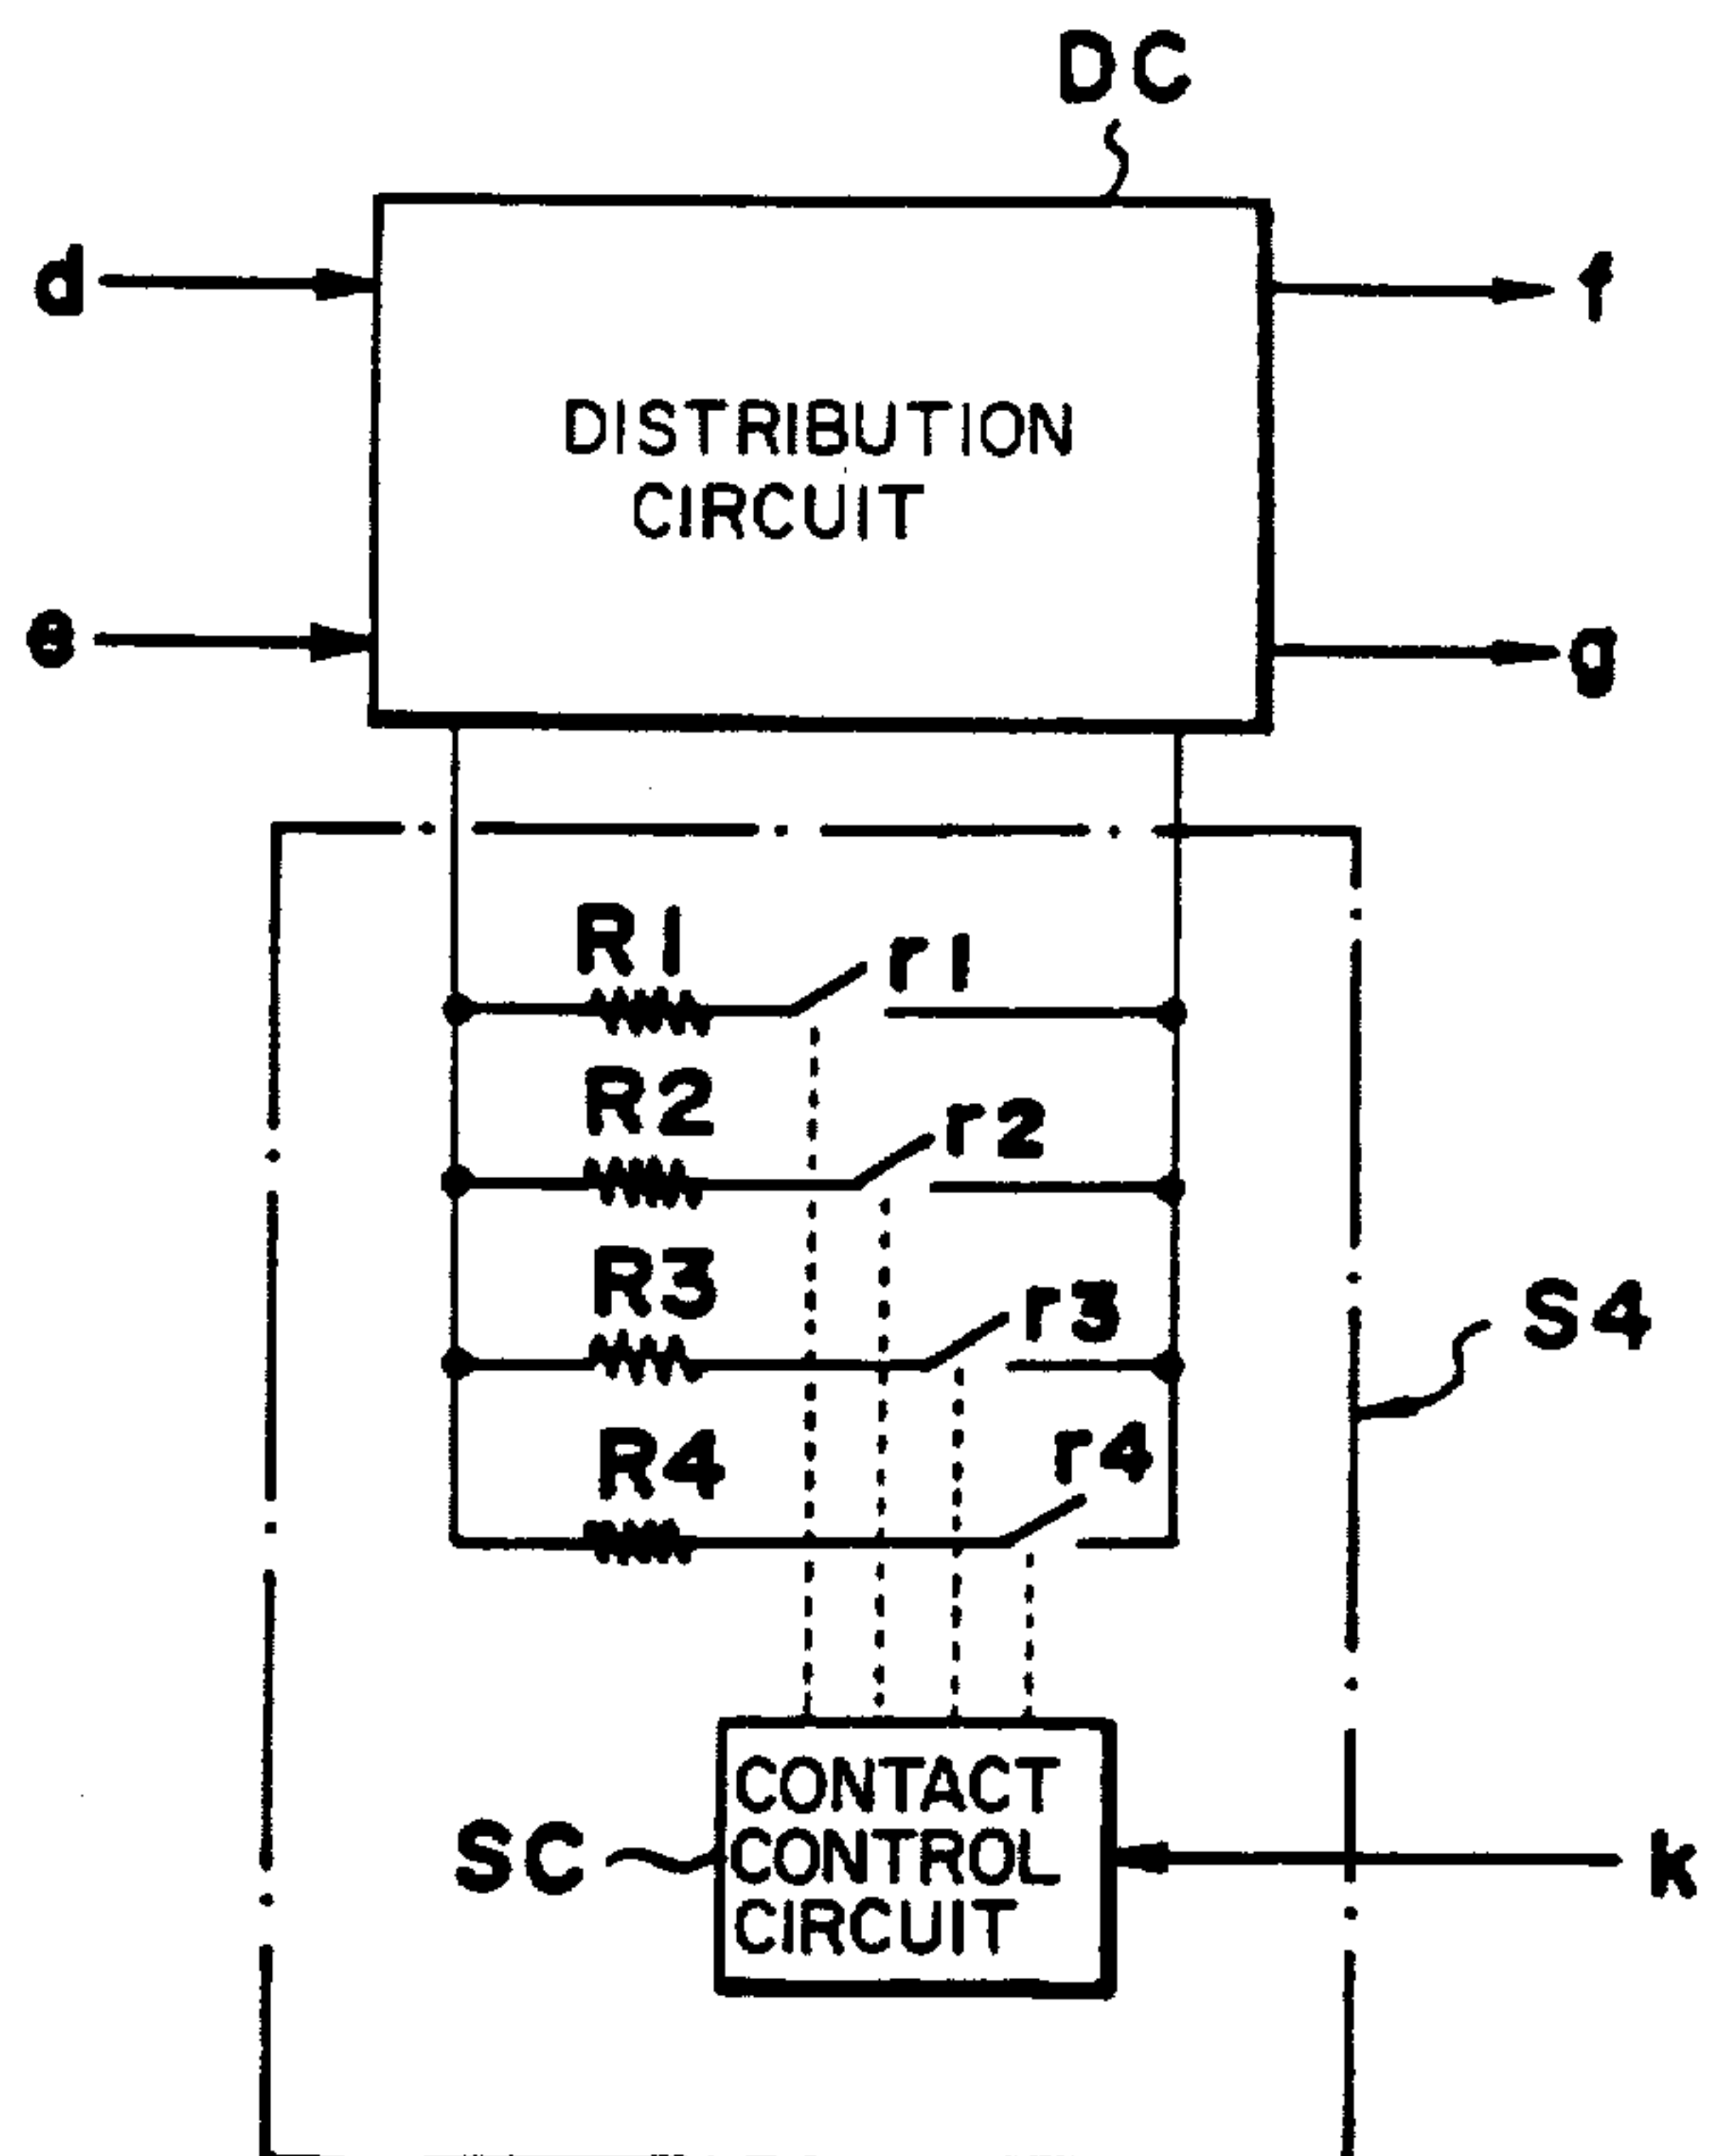 DC
d
f
DISTRIBUTION
CIRCUIT
e
g
R1
r1
R2
r2
R3
r3
S4
R4
r4
CONTACT
CONTROL
CIRCUIT
SC
k